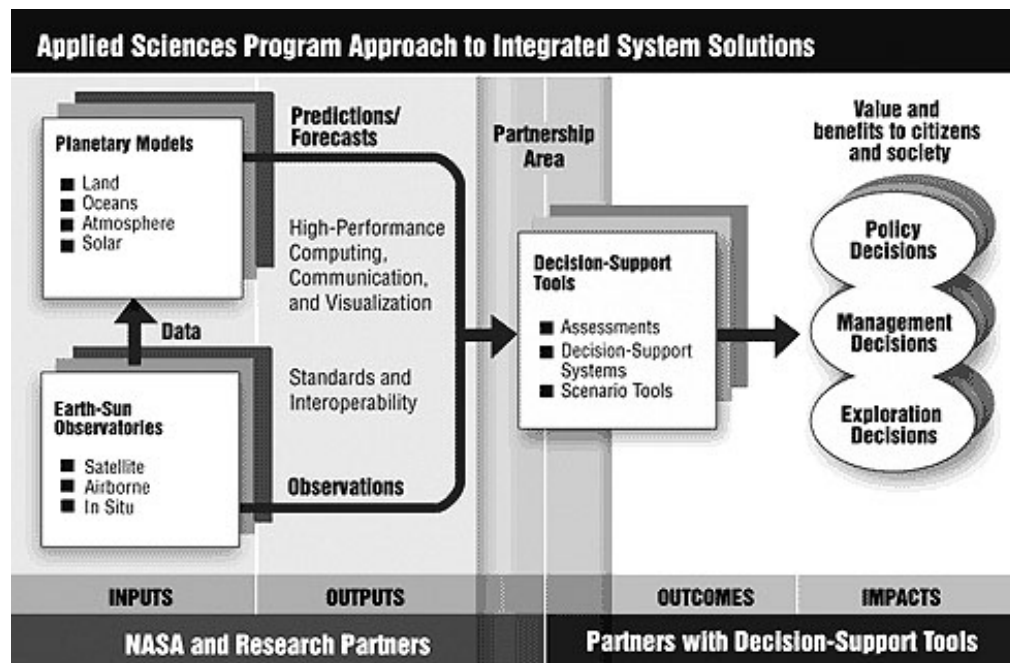 Applied Sciences Program Approach to Integrated System Solutions
Planetary Models
Land
Oceans
Atmosphere
Solar
Data
Earth-Sun
Observatories
Satellite
Airborne
In Situ
Predictions/
Forecasts
High-Performance
Computing,
Communication,
and Visualization
Standards and
Interoperability
Observations
Partnership
Area
Decision-Support
Tools
Assessments
Decision-Support
Systems
Scenario Tools
Value and
benefits to citizens
and society
Policy
Decisions
Management
Decisions
Exploration
Decisions
INPUTS
OUTPUTS
OUTCOMES
IMPACTS
NASA and Research Partners
Partners with Decision-Support Tools